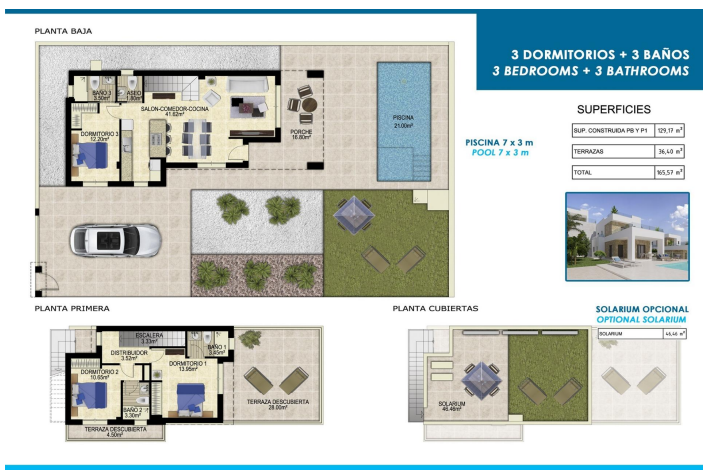 PLANTA BAJA
3 DORMITORIOS + 3 BAÑOS
3 BEDROOMS + 3 BATHROOMS
BAÑO 3
3.50m²
ASEO
1.80m²
SALON-COMEDOR-COCINA
41.62m²
DORMITORIO 3
12.20m²
PORCHE
16.80m²
PISCINA
21.00m²
PISCINA 7 x 3 m
POOL 7 x 3 m
SUPERFICIES
SUP. CONSTRUIDA PB Y P1 129,17 m²
TERRAZAS 36,40 m²
TOTAL 165,57 m²
PLANTA PRIMERA
ESCALERA
3.33m²
DISTRIBUIDOR
3.52m²
BAÑO 1
3.45m²
DORMITORIO 2
10.65m²
DORMITORIO 1
13.95m²
BAÑO 2
3.30m²
TERRAZA DESCUBIERTA
28.00m²
TERRAZA DESCUBIERTA
4.50m²
PLANTA CUBIERTAS
SOLARIUM
46.46m²
SOLARIUM OPCIONAL
OPTIONAL SOLARIUM
SOLARIUM 46,46 m²